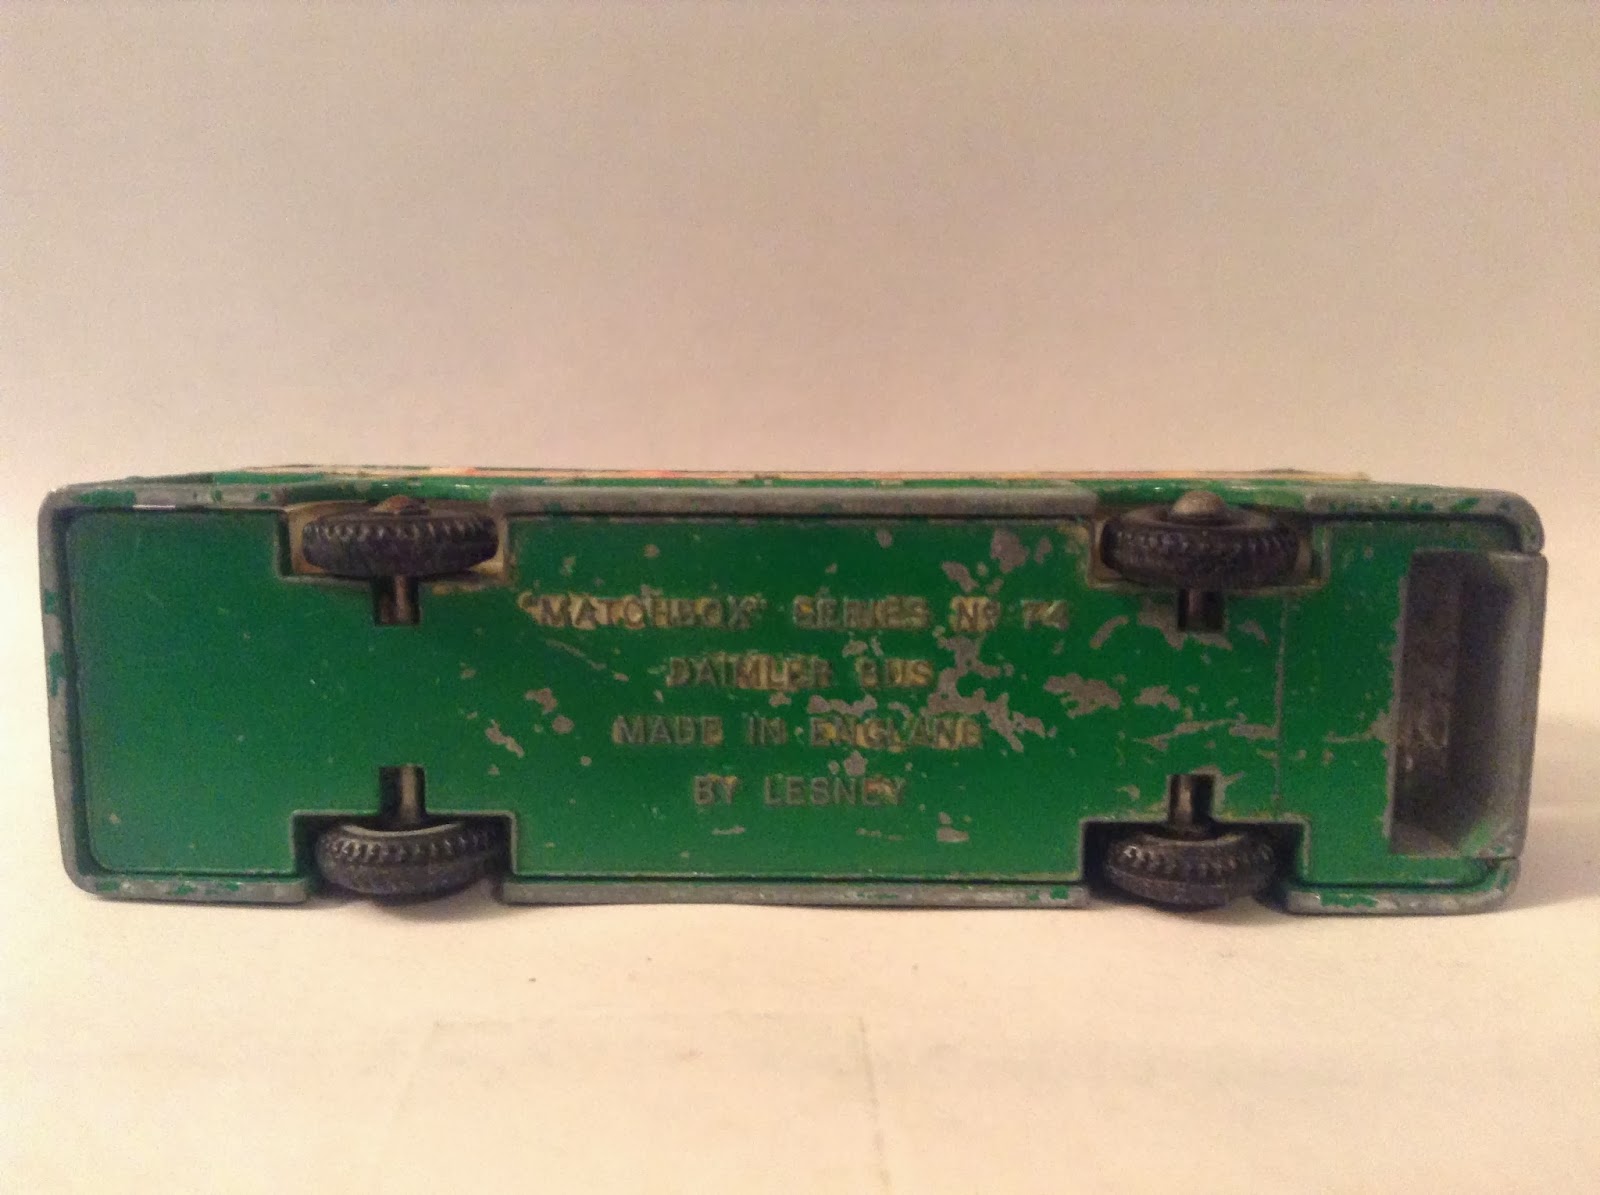 "MATCHBOX" SERIES Nº 74
DAIMLER BUS
MADE IN ENGLAND
BY LESNEY